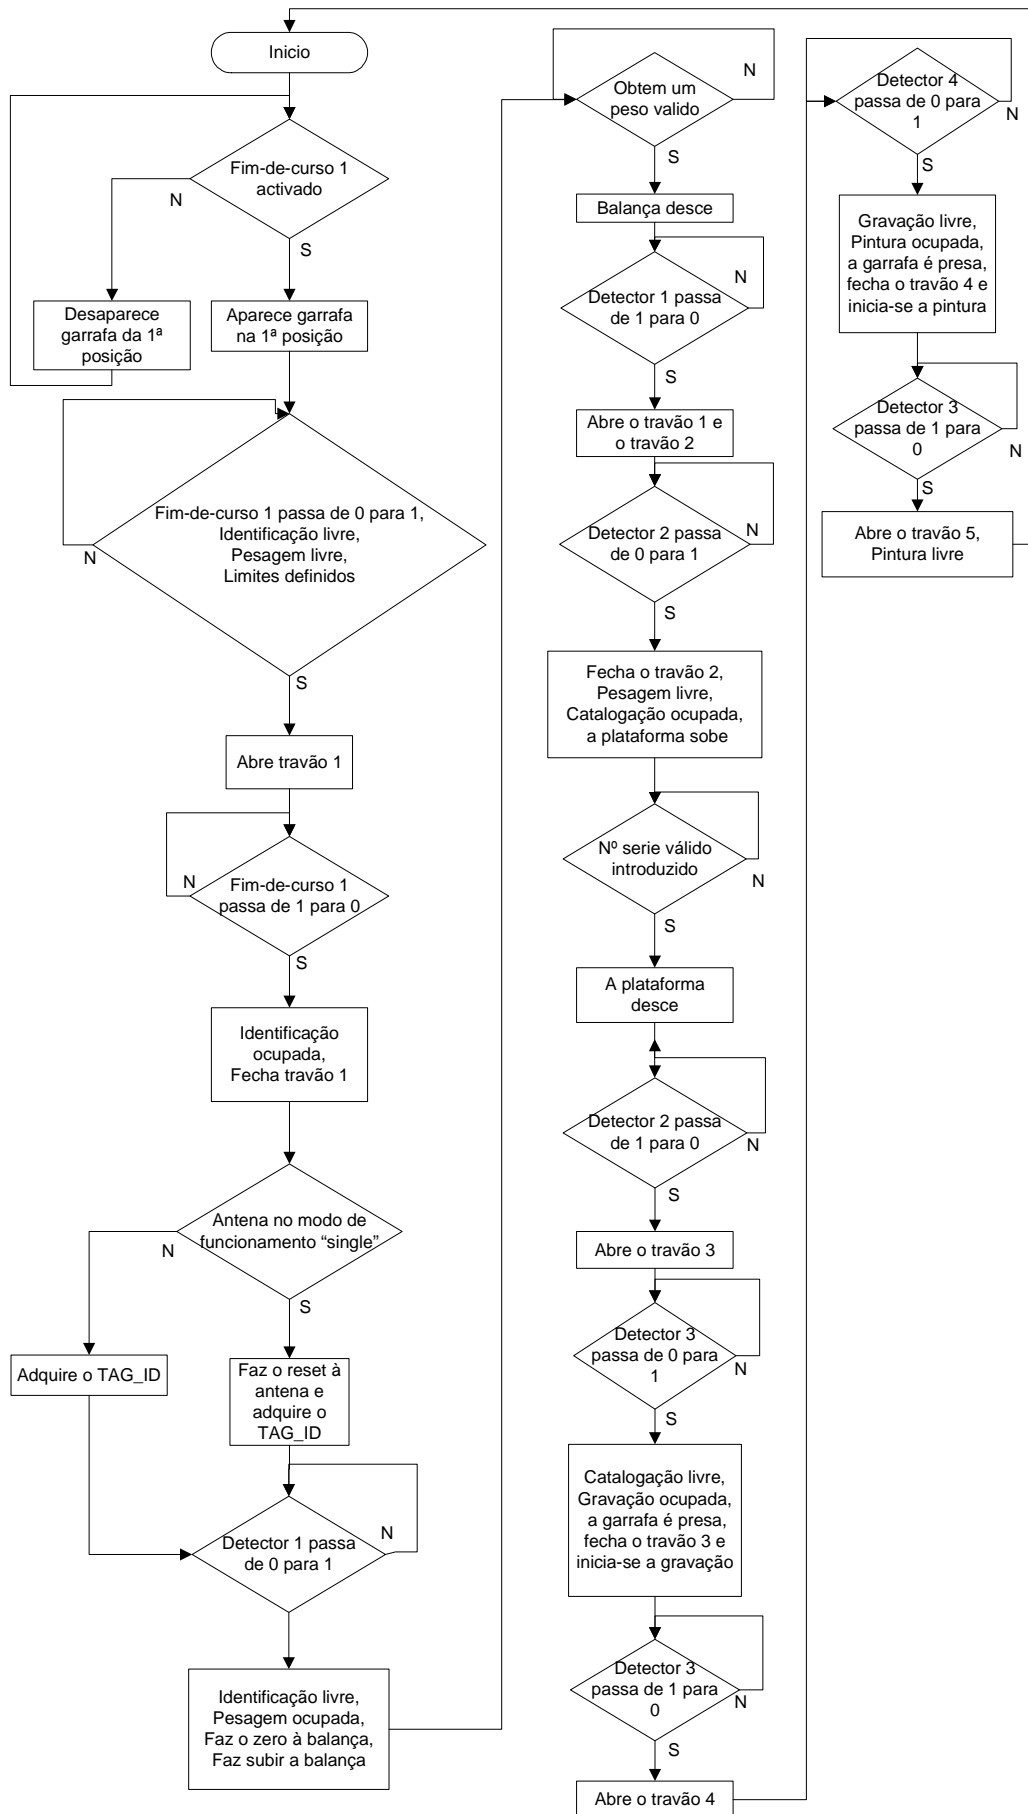 Inicio
Fim-de-curso 1
activado
N
S
Desaparece
garrafa da 1ª
posição
Aparece garrafa
na 1ª posição
Fim-de-curso 1 passa de 0 para 1,
Identificação livre,
Pesagem livre,
Limites definidos
N
S
Abre travão 1
N
Fim-de-curso 1
passa de 1 para 0
S
Identificação
ocupada,
Fecha travão 1
Antena no modo de
funcionamento “single”
N
S
Adquire o TAG_ID
Faz o reset à
antena e
adquire o
TAG_ID
Detector 1 passa
de 0 para 1
N
S
Identificação livre,
Pesagem ocupada,
Faz o zero à balança,
Faz subir a balança
Obtem um
peso valido
N
S
Balança desce
Detector 1 passa
de 1 para 0
N
S
Abre o travão 1 e
o travão 2
Detector 2 passa
de 0 para 1
N
S
Fecha o travão 2,
Pesagem livre,
Catalogação ocupada,
a plataforma sobe
Nº serie válido
introduzido
N
S
A plataforma
desce
Detector 2 passa
de 1 para 0
N
S
Abre o travão 3
Detector 3
passa de 0 para
1
N
S
Catalogação livre,
Gravação ocupada,
a garrafa é presa,
fecha o travão 3 e
inicia-se a gravação
Detector 3
passa de 1 para
0
N
S
Abre o travão 4
Detector 4
passa de 0 para
1
N
S
Gravação livre,
Pintura ocupada,
a garrafa é presa,
fecha o travão 4 e
inicia-se a pintura
Detector 3
passa de 1 para
0
N
S
Abre o travão 5,
Pintura livre